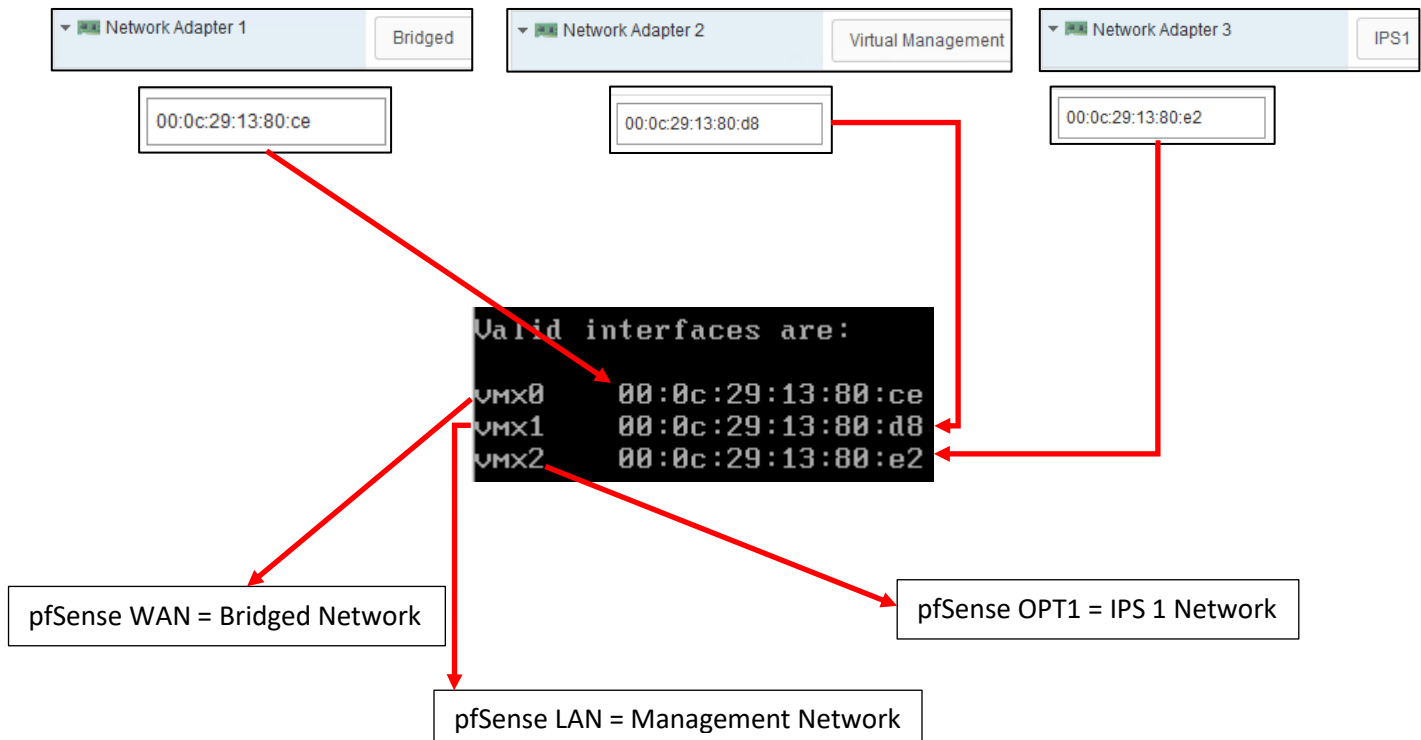 Network Adapter 1
Bridged
Network Adapter 2
Virtual Management
Network Adapter 3
IPS1
00:0c:29:13:80:ce
00:0c:29:13:80:d8
00:0c:29:13:80:e2
Valid interfaces are:
vmx0 00:0c:29:13:80:ce
vmx1 00:0c:29:13:80:d8
vmx2 00:0c:29:13:80:e2
pfSense WAN = Bridged Network
pfSense OPT1 = IPS 1 Network
pfSense LAN = Management Network